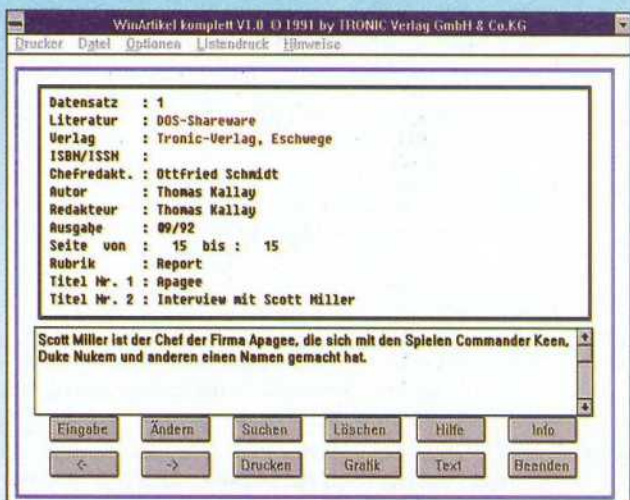 WinArtikel komplett V1.0 © 1991 by TRONIC Verlag GmbH & Co.KG
Drucker Datei Optionen Listendruck Hinweise
Datensatz : 1
Literatur : DOS-Shareware
Verlag : Tronic-Verlag, Eschwege
ISBN/ISSN :
Chefredakt. : Ottfried Schmidt
Autor : Thomas Kallay
Redakteur : Thomas Kallay
Ausgabe : 09/92
Seite von : 15 bis : 15
Rubrik : Report
Titel Nr. 1 : Apagee
Titel Nr. 2 : Interview mit Scott Miller
Scott Miller ist der Chef der Firma Apagee, die sich mit den Spielen Commander Keen,
Duke Nukem und anderen einen Namen gemacht hat.
Eingabe Ändern Suchen Löschen Hilfe Info
<- -> Drucken Grafik Text Beenden